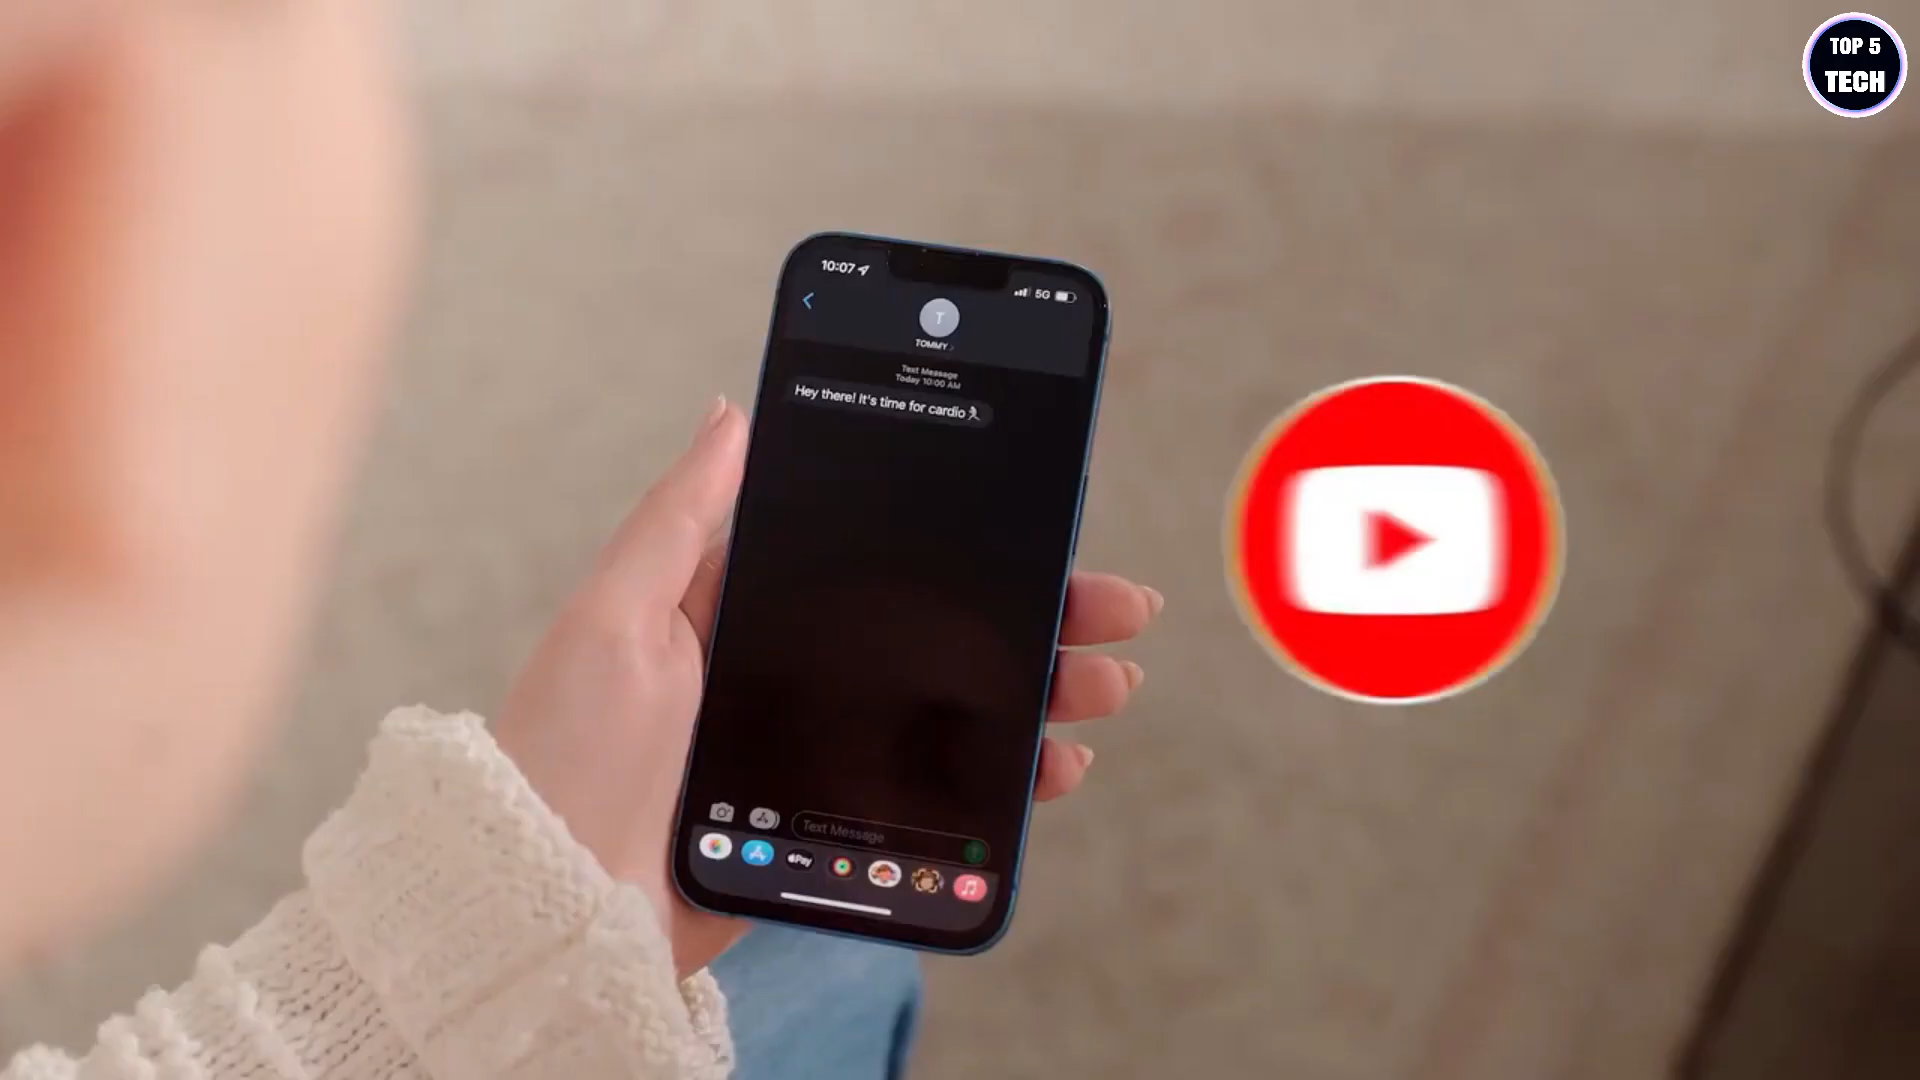 TOP 5
TECH
10:07
5G
T
TOMMY
Text Message
Today 10:00 AM
Hey there! It's time for cardio
Text Message
Pay